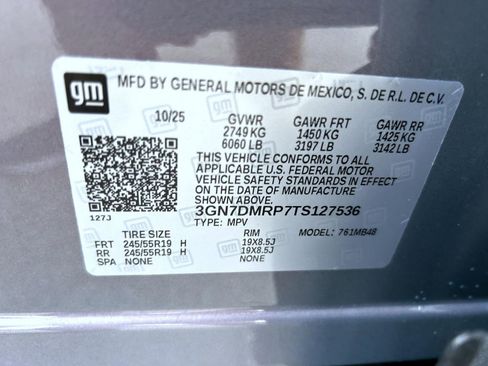 gm
MFD BY GENERAL MOTORS DE MEXICO, S. DE R.L. DE C.V.
10/25 GVWR GAWR FRT GAWR RR
2749 KG 1450 KG 1425 KG
6060 LB 3197 LB 3142 LB
THIS VEHICLE CONFORMS TO ALL
APPLICABLE U.S. FEDERAL MOTOR
VEHICLE SAFETY STANDARDS IN
EFFECT ON THE DATE OF MANUFACTURE
SHOWN ABOVE.
3GN7DMRP7TS127536
127J TYPE: MPV MODEL: 761MB48
TIRE SIZE RIM
FRT 245/55R19 H 19X8.5J
RR 245/55R19 H 19X8.5J
SPA NONE NONE